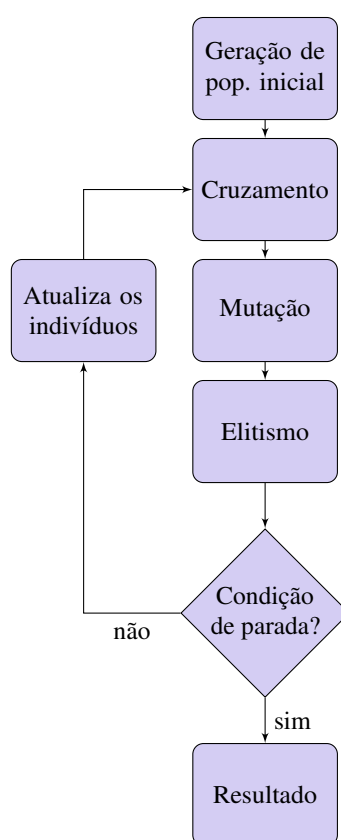 Geração de
pop. inicial
Cruzamento
Atualiza os
indivíduos
Mutação
Elitismo
Condição
de parada?
não
sim
Resultado